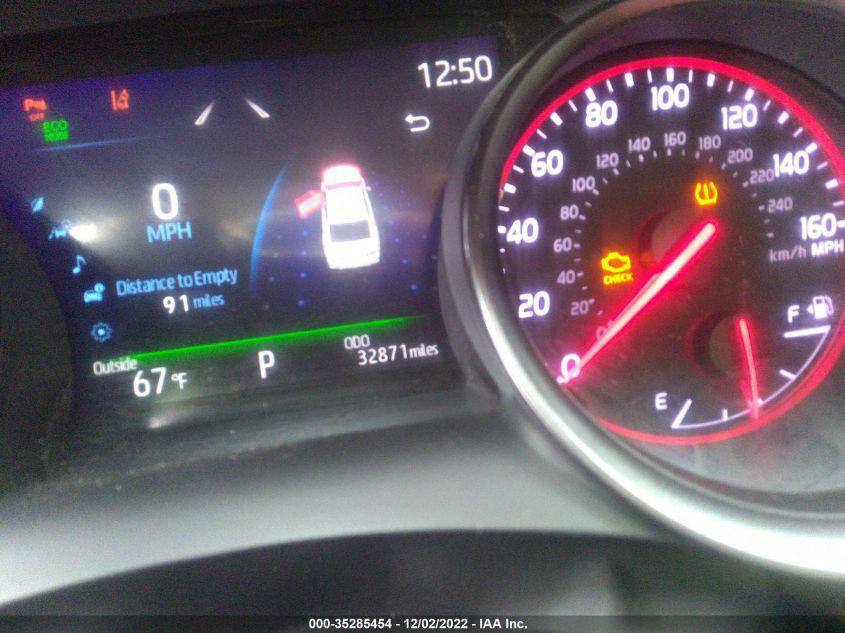 12:50
OFF
ECO
MODE
0
MPH
Distance to Empty
91 miles
Outside
67 °F
P
ODO
32871 miles
0
20
40
60
80
100
120
140
160
MPH
20
40
60
80
100
120
140
160
180
200
220
240
km/h
CHECK
E
F
000-35285454 - 12/02/2022 - IAA Inc.